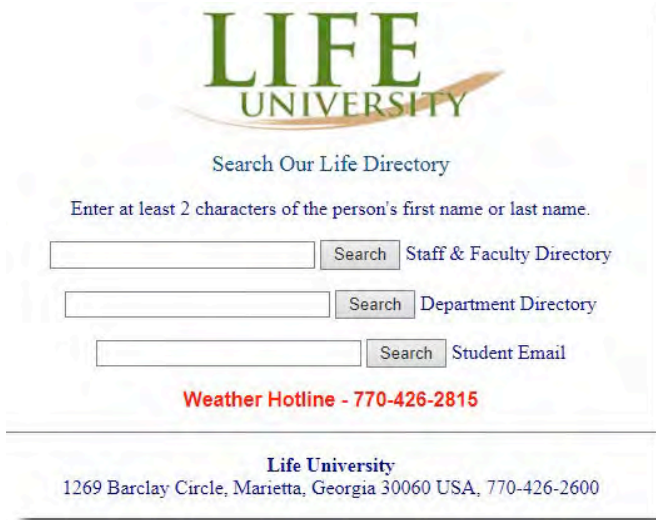 LIFE
UNIVERSITY
Search Our Life Directory
Enter at least 2 characters of the person's first name or last name.
Search Staff & Faculty Directory
Search Department Directory
Search Student Email
Weather Hotline - 770-426-2815
Life University
1269 Barclay Circle, Marietta, Georgia 30060 USA, 770-426-2600